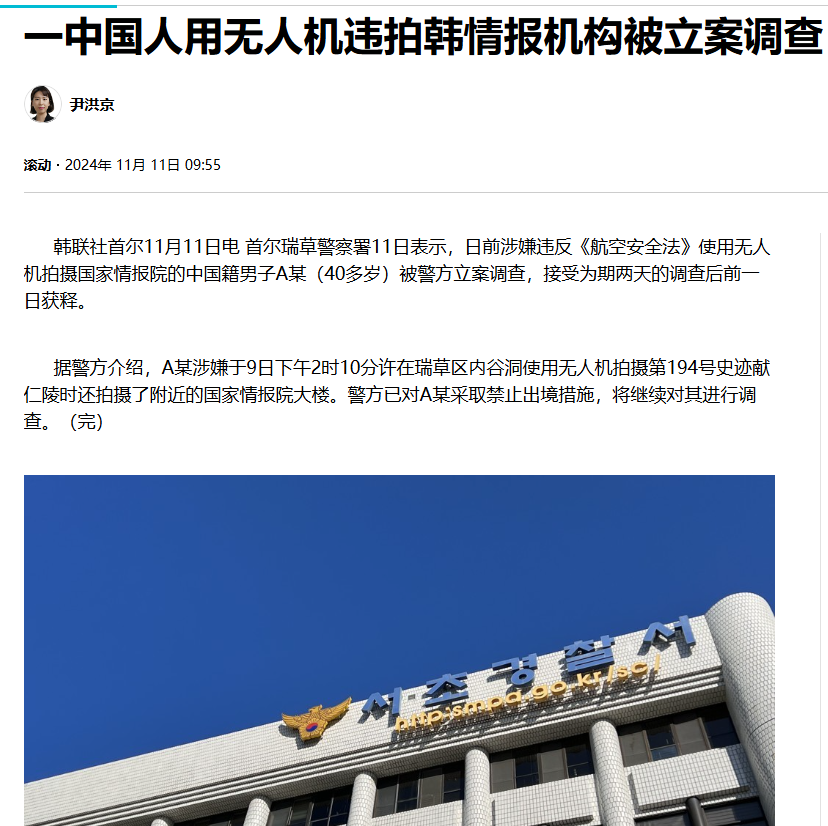 一中国人用无人机违拍韩情报机构被立案调查
尹洪京
滚动 · 2024年 11月 11日 09:55
韩联社首尔11月11日电 首尔瑞草警察署11日表示，日前涉嫌违反《航空安全法》使用无人
机拍摄国家情报院的中国籍男子A某（40多岁）被警方立案调查，接受为期两天的调查后前一
日获释。
据警方介绍，A某涉嫌于9日下午2时10分许在瑞草区内谷洞使用无人机拍摄第194号史迹献
仁陵时还拍摄了附近的国家情报院大楼。警方已对A某采取禁止出境措施，将继续对其进行调
查。（完）
서초경찰서
php.smpd.go.kr/sc/